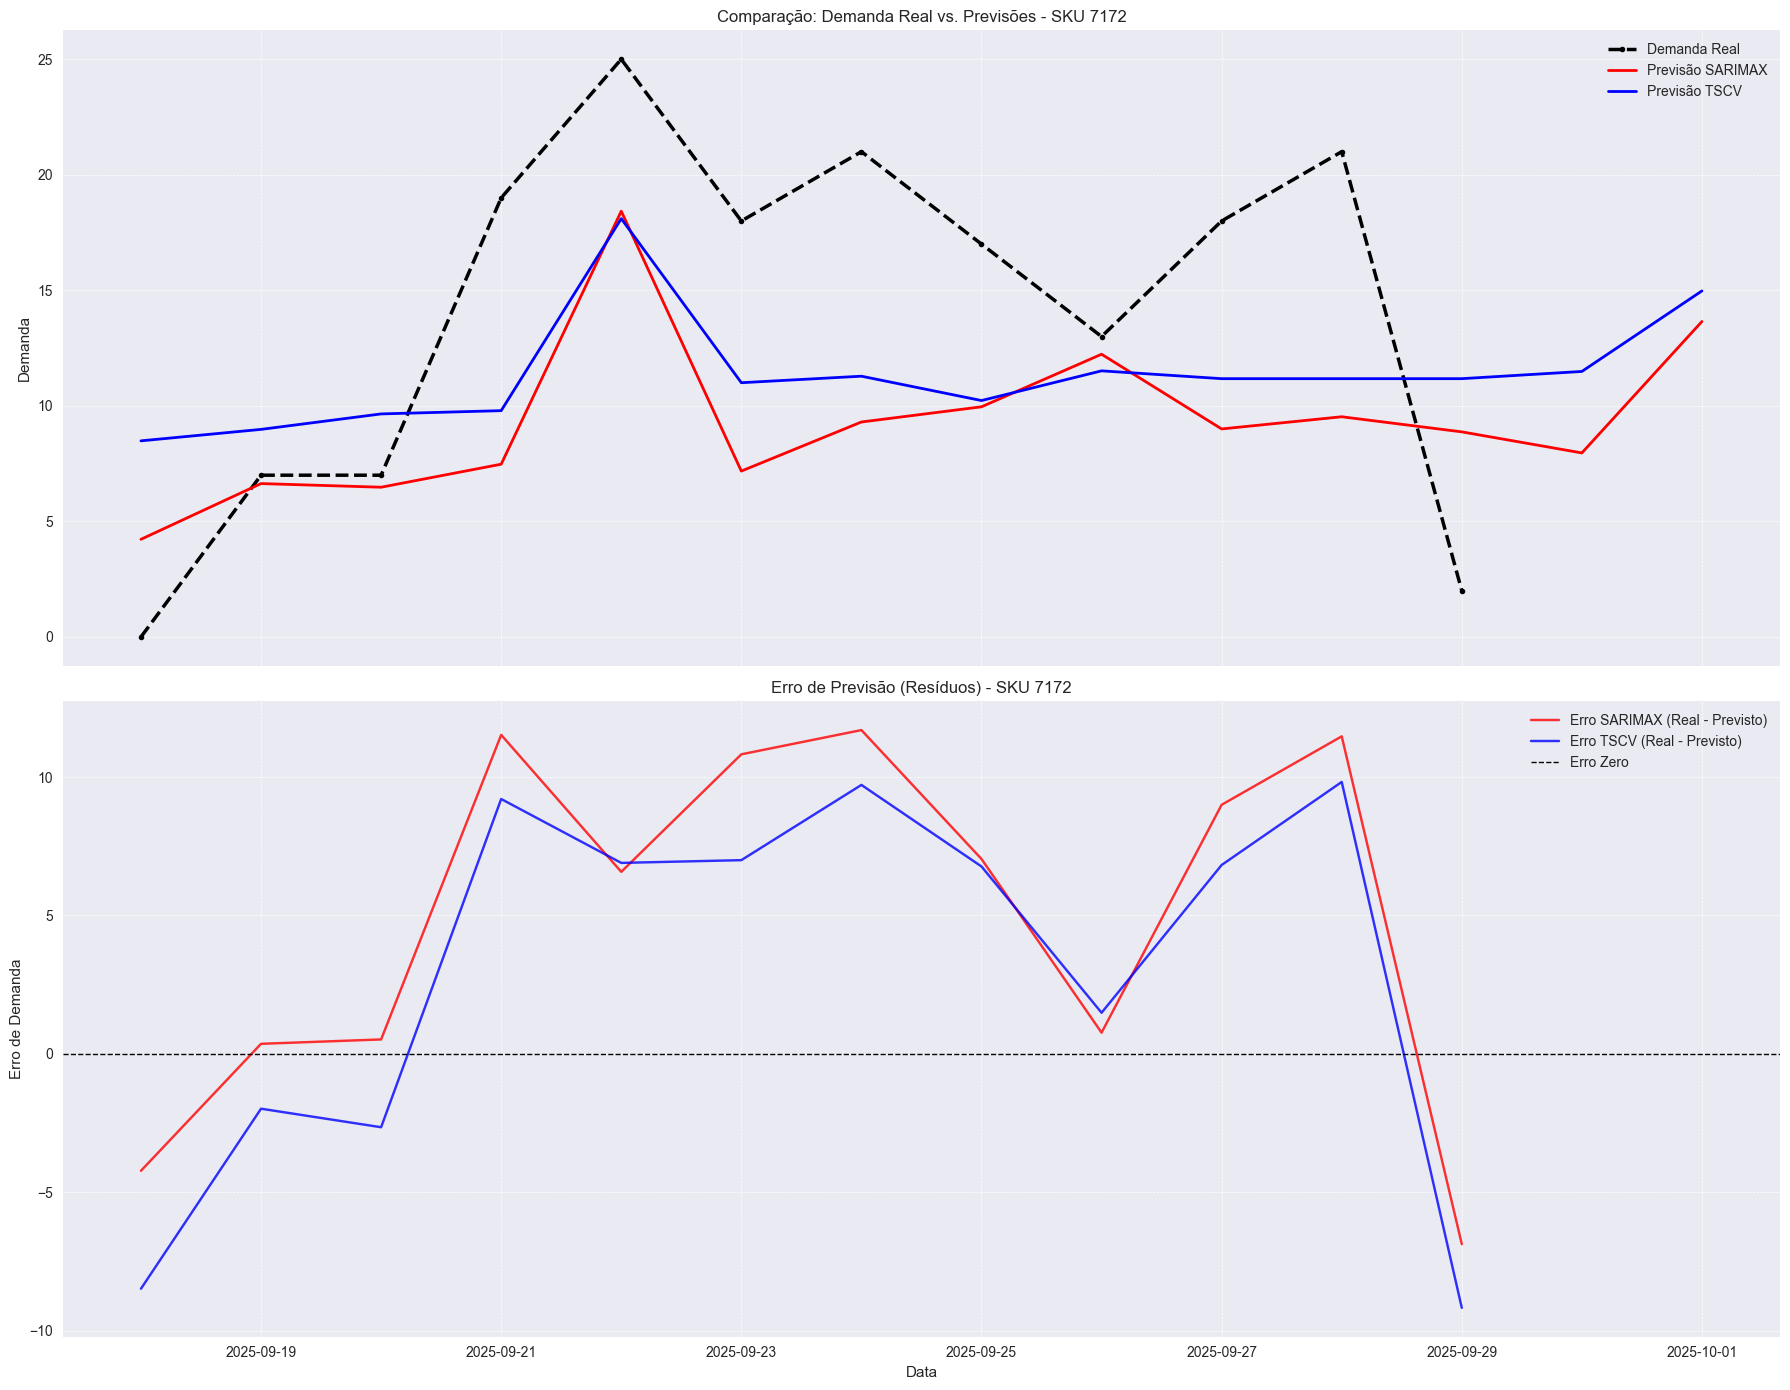 Comparação: Demanda Real vs. Previsões - SKU 7172
Demanda Real
Previsão SARIMAX
Previsão TSCV
25
20
15
10
5
0
Demanda
Erro de Previsão (Resíduos) - SKU 7172
Erro SARIMAX (Real - Previsto)
Erro TSCV (Real - Previsto)
Erro Zero
10
5
0
−5
−10
Erro de Demanda
2025-09-19
2025-09-21
2025-09-23
2025-09-25
2025-09-27
2025-09-29
2025-10-01
Data